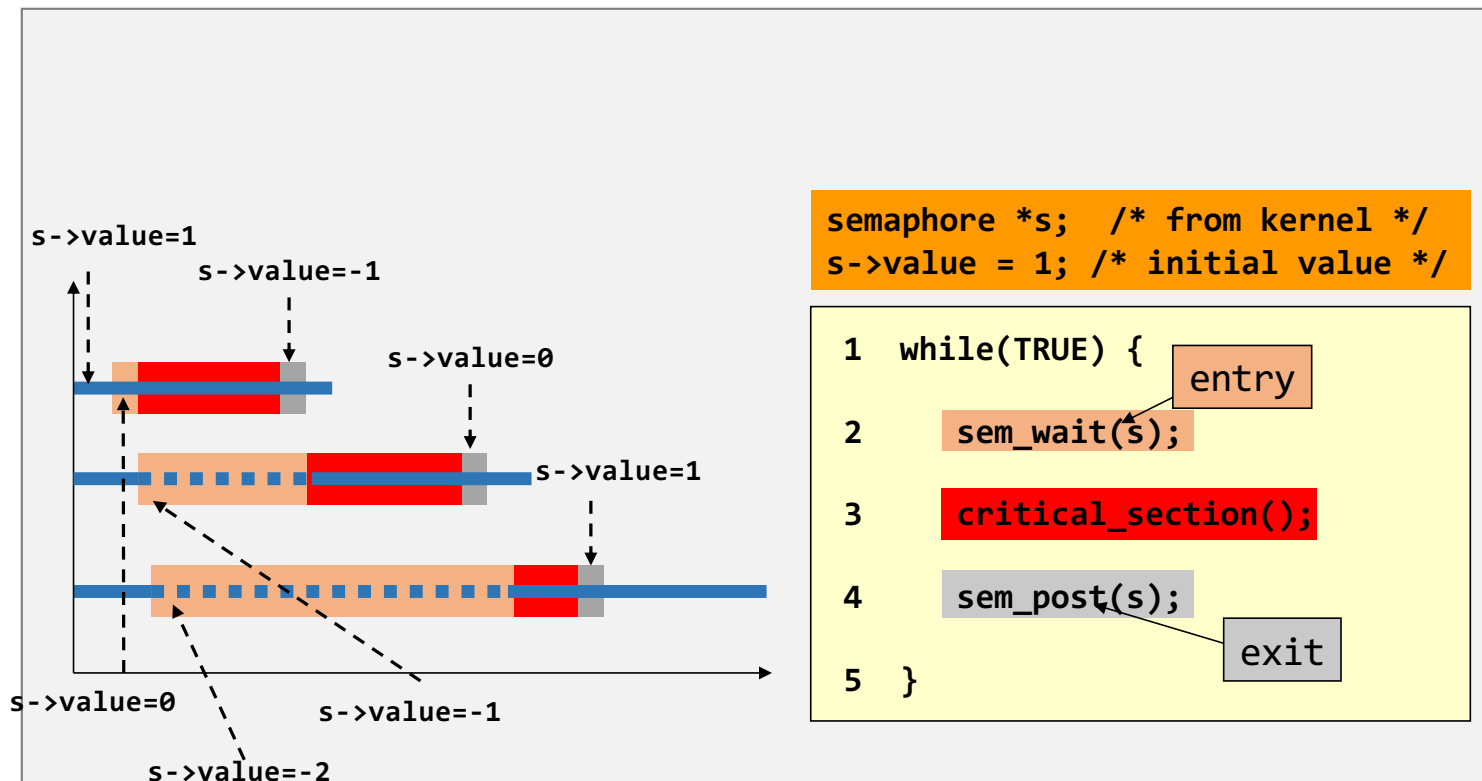 s->value=1
s->value=-1
s->value=0
s->value=1
s->value=0
s->value=-1
s->value=-2
semaphore *s;  /* from kernel */
s->value = 1; /* initial value */
1 while(TRUE) {
entry
2 sem_wait(s);
3 critical_section();
4 sem_post(s);
exit
5 }